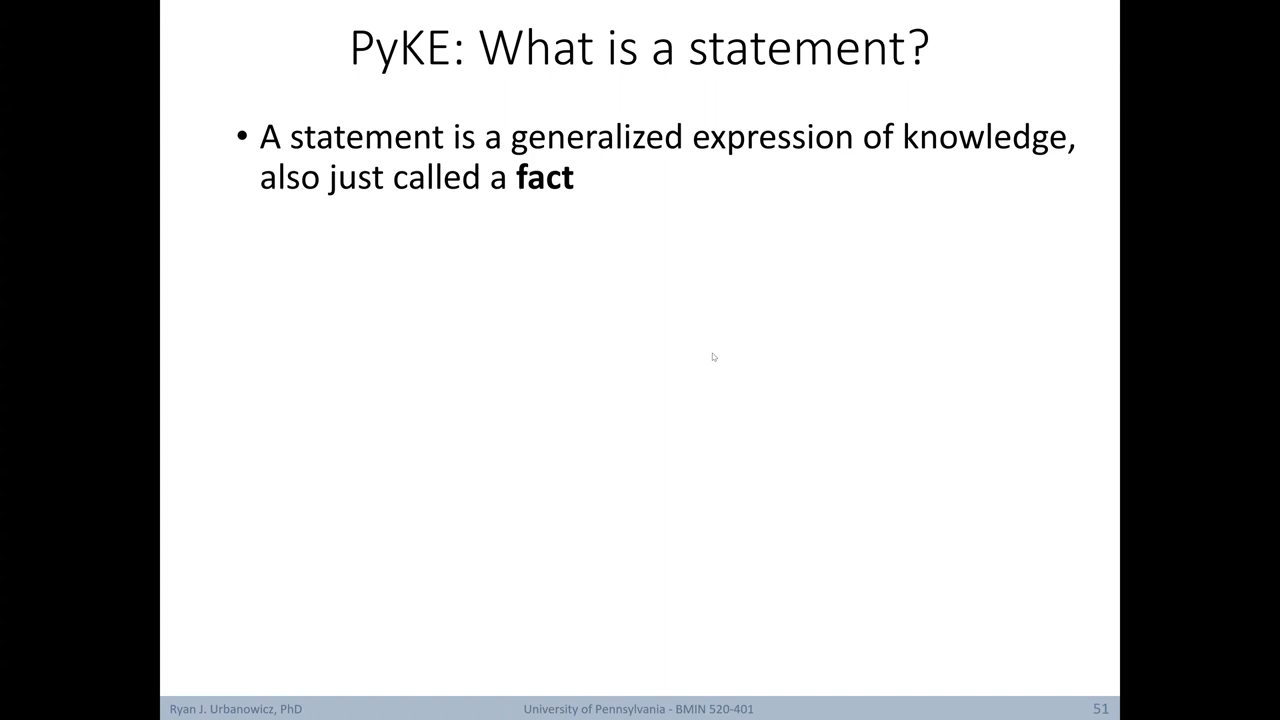 PyKE: What is a statement?
• A statement is a generalized expression of knowledge,
also just called a fact
Ryan J. Urbanowicz, PhD
University of Pennsylvania - BMIN 520-401
51